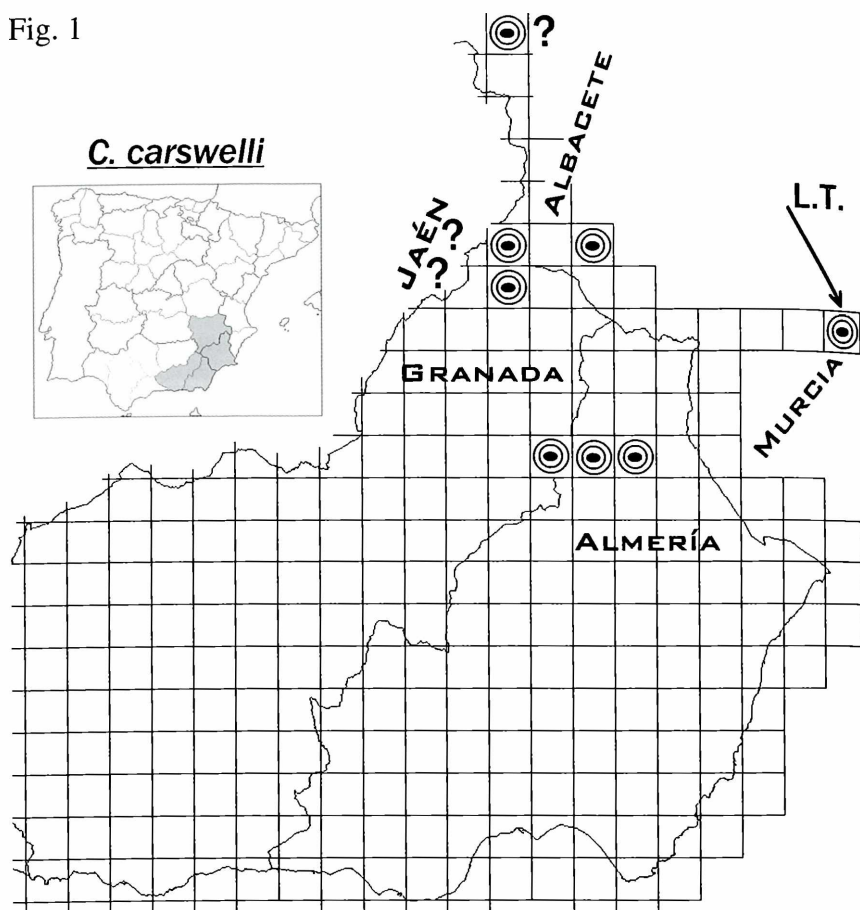 Fig. 1
?
ALBACETE
C. carswelli
L.T.
JAÉN
?
?
GRANADA
MURCIA
ALMERÍA